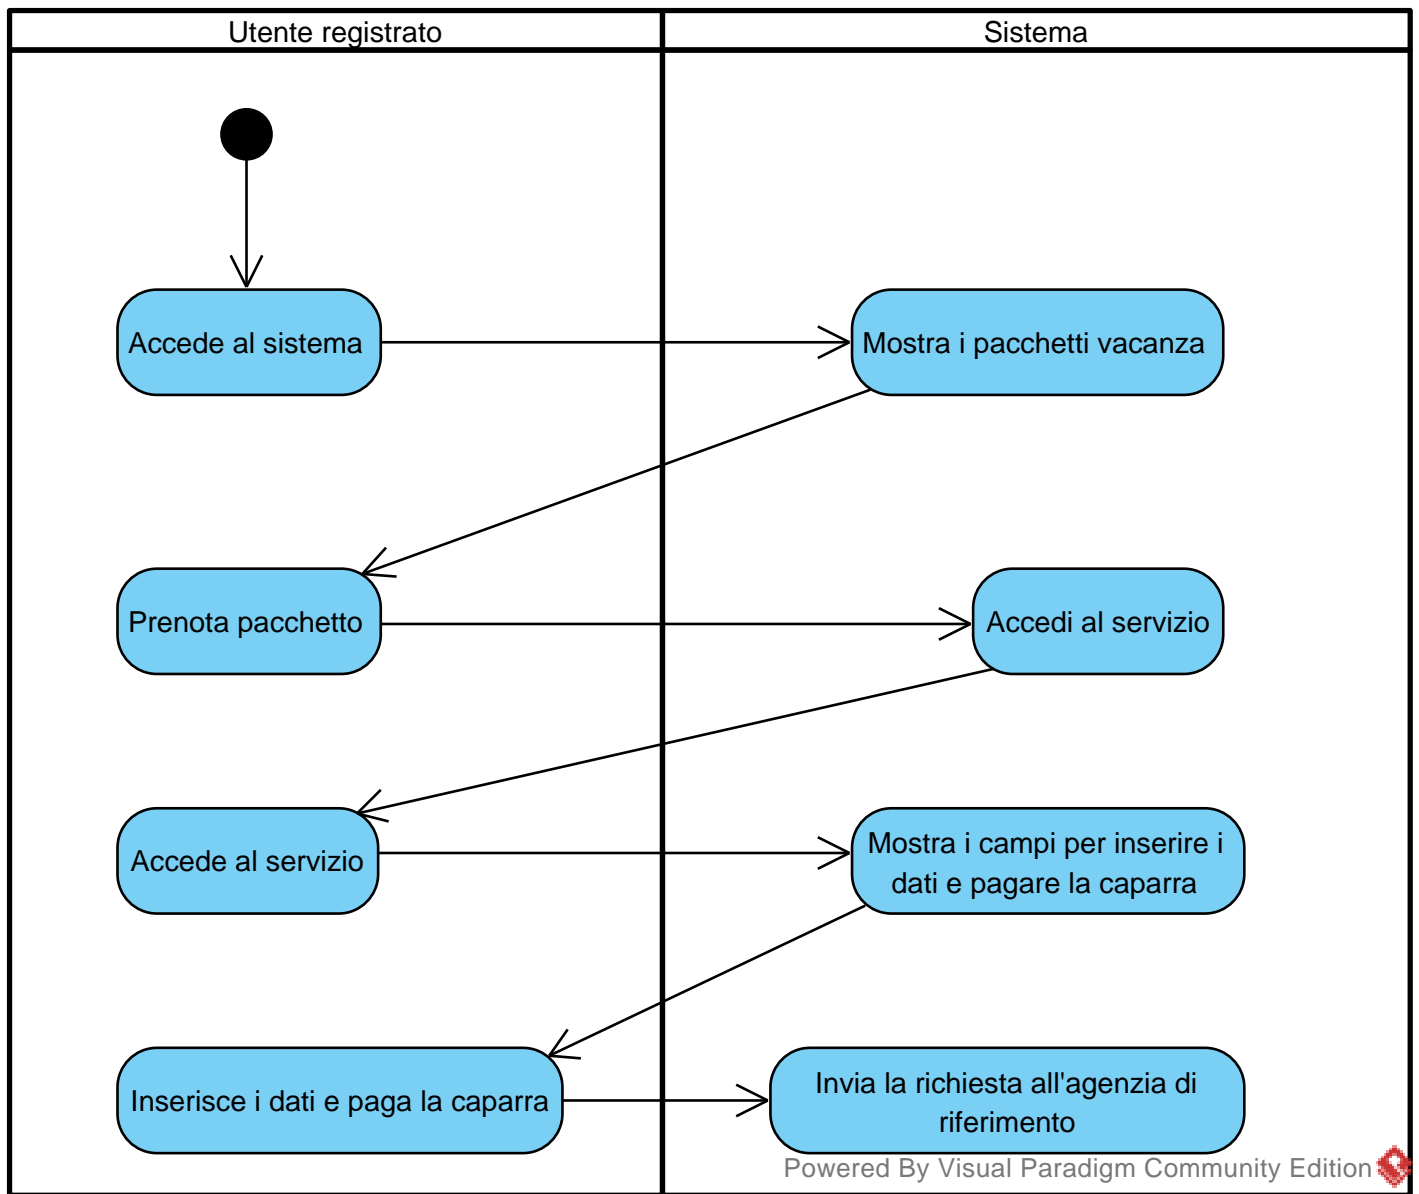 Utente registrato
Sistema
Accede al sistema
Mostra i pacchetti vacanza
Prenota pacchetto
Accedi al servizio
Accede al servizio
Mostra i campi per inserire i
dati e pagare la caparra
Inserisce i dati e paga la caparra
Invia la richiesta all'agenzia di
riferimento
Powered By Visual Paradigm Community Edition